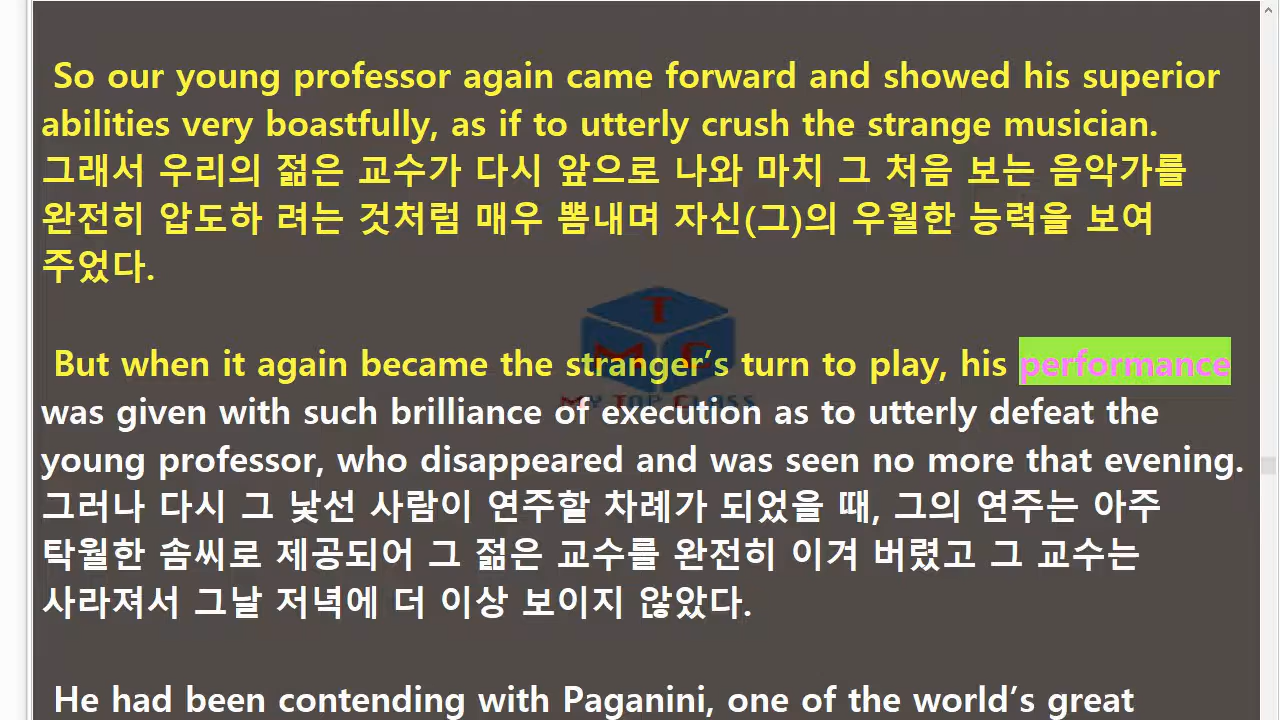 So our young professor again came forward and showed his superior
abilities very boastfully, as if to utterly crush the strange musician.
그래서 우리의 젊은 교수가 다시 앞으로 나와 마치 그 처음 보는 음악가를
완전히 압도하 려는 것처럼 매우 뽐내며 자신(그)의 우월한 능력을 보여
주었다.
T
M C
But when it again became the stranger’s turn to play, his performance
MY TOP CLASS
was given with such brilliance of execution as to utterly defeat the
young professor, who disappeared and was seen no more that evening.
그러나 다시 그 낯선 사람이 연주할 차례가 되었을 때, 그의 연주는 아주
탁월한 솜씨로 제공되어 그 젊은 교수를 완전히 이겨 버렸고 그 교수는
사라져서 그날 저녁에 더 이상 보이지 않았다.
He had been contending with Paganini, one of the world’s great